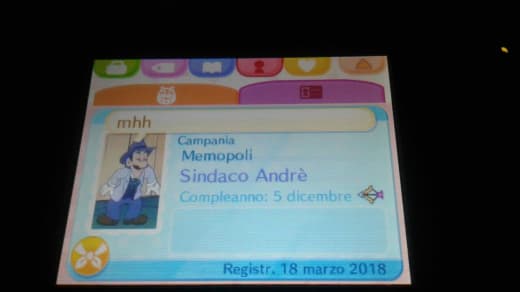 mhh
Campania
Memopoli
Sindaco Andrè
Compleanno: 5 dicembre
Registr. 18 marzo 2018